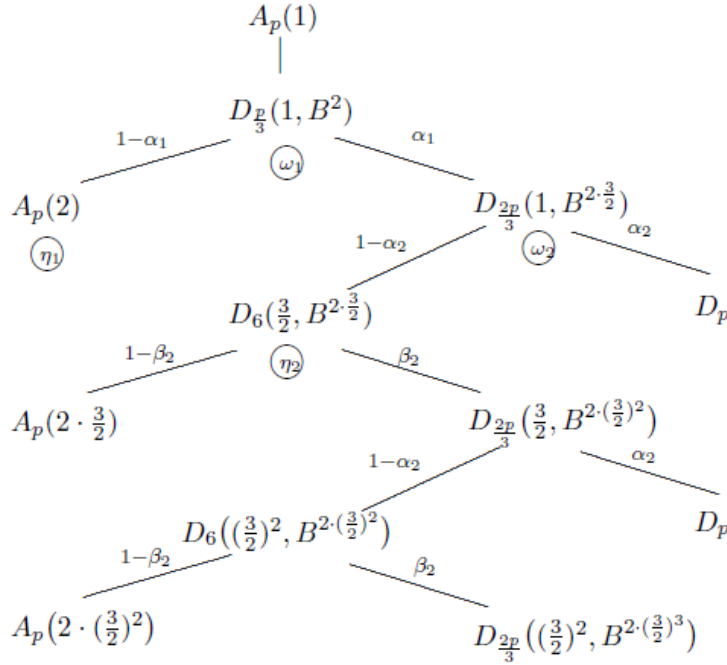 A_p(1)
D_{\frac{p}{3}}(1, B^2)
1−α_1 α_1
ω_1
A_p(2) D_{\frac{2p}{3}}(1, B^{2·\frac{3}{2}})
η_1 1−α_2 ω_2 α_2
D_6(\frac{3}{2}, B^{2·\frac{3}{2}}) D_p
1−β_2 η_2 β_2
A_p(2 · \frac{3}{2}) D_{\frac{2p}{3}}(\frac{3}{2}, B^{2·(\frac{3}{2})^2})
1−α_2 α_2
D_6((\frac{3}{2})^2, B^{2·(\frac{3}{2})^2}) D_p
1−β_2 β_2
A_p(2 · (\frac{3}{2})^2) D_{\frac{2p}{3}}((\frac{3}{2})^2, B^{2·(\frac{3}{2})^3})